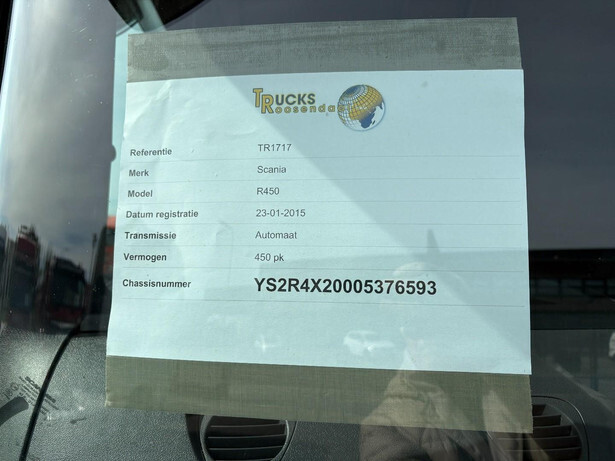 TRUCKS
Roosendaal
Referentie TR1717
Merk Scania
Model R450
Datum registratie 23-01-2015
Transmissie Automaat
Vermogen 450 pk
Chassisnummer YS2R4X20005376593